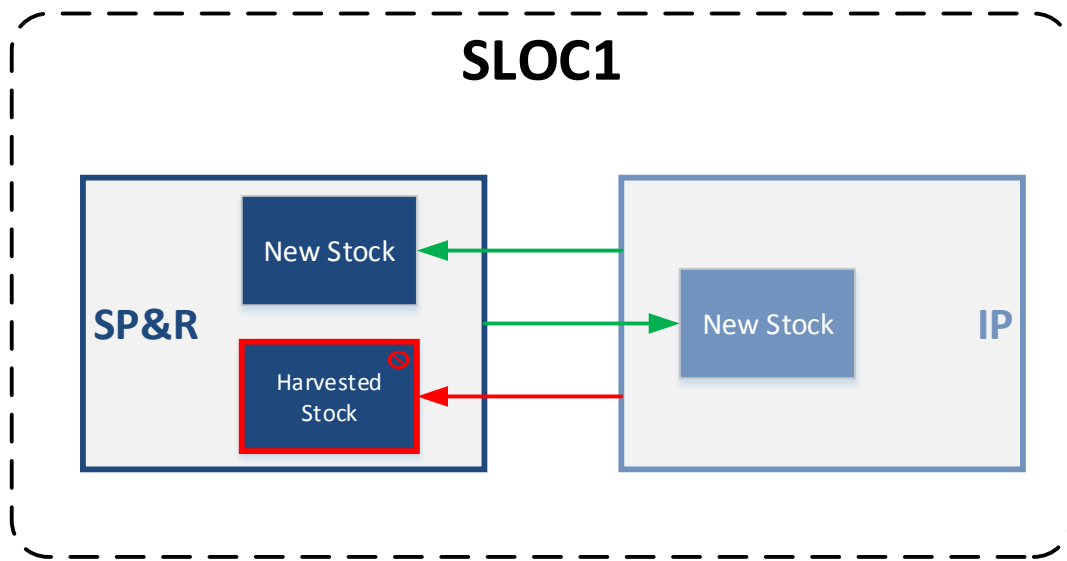 SLOC1
New Stock
SP&R
Harvested
Stock
New Stock
IP